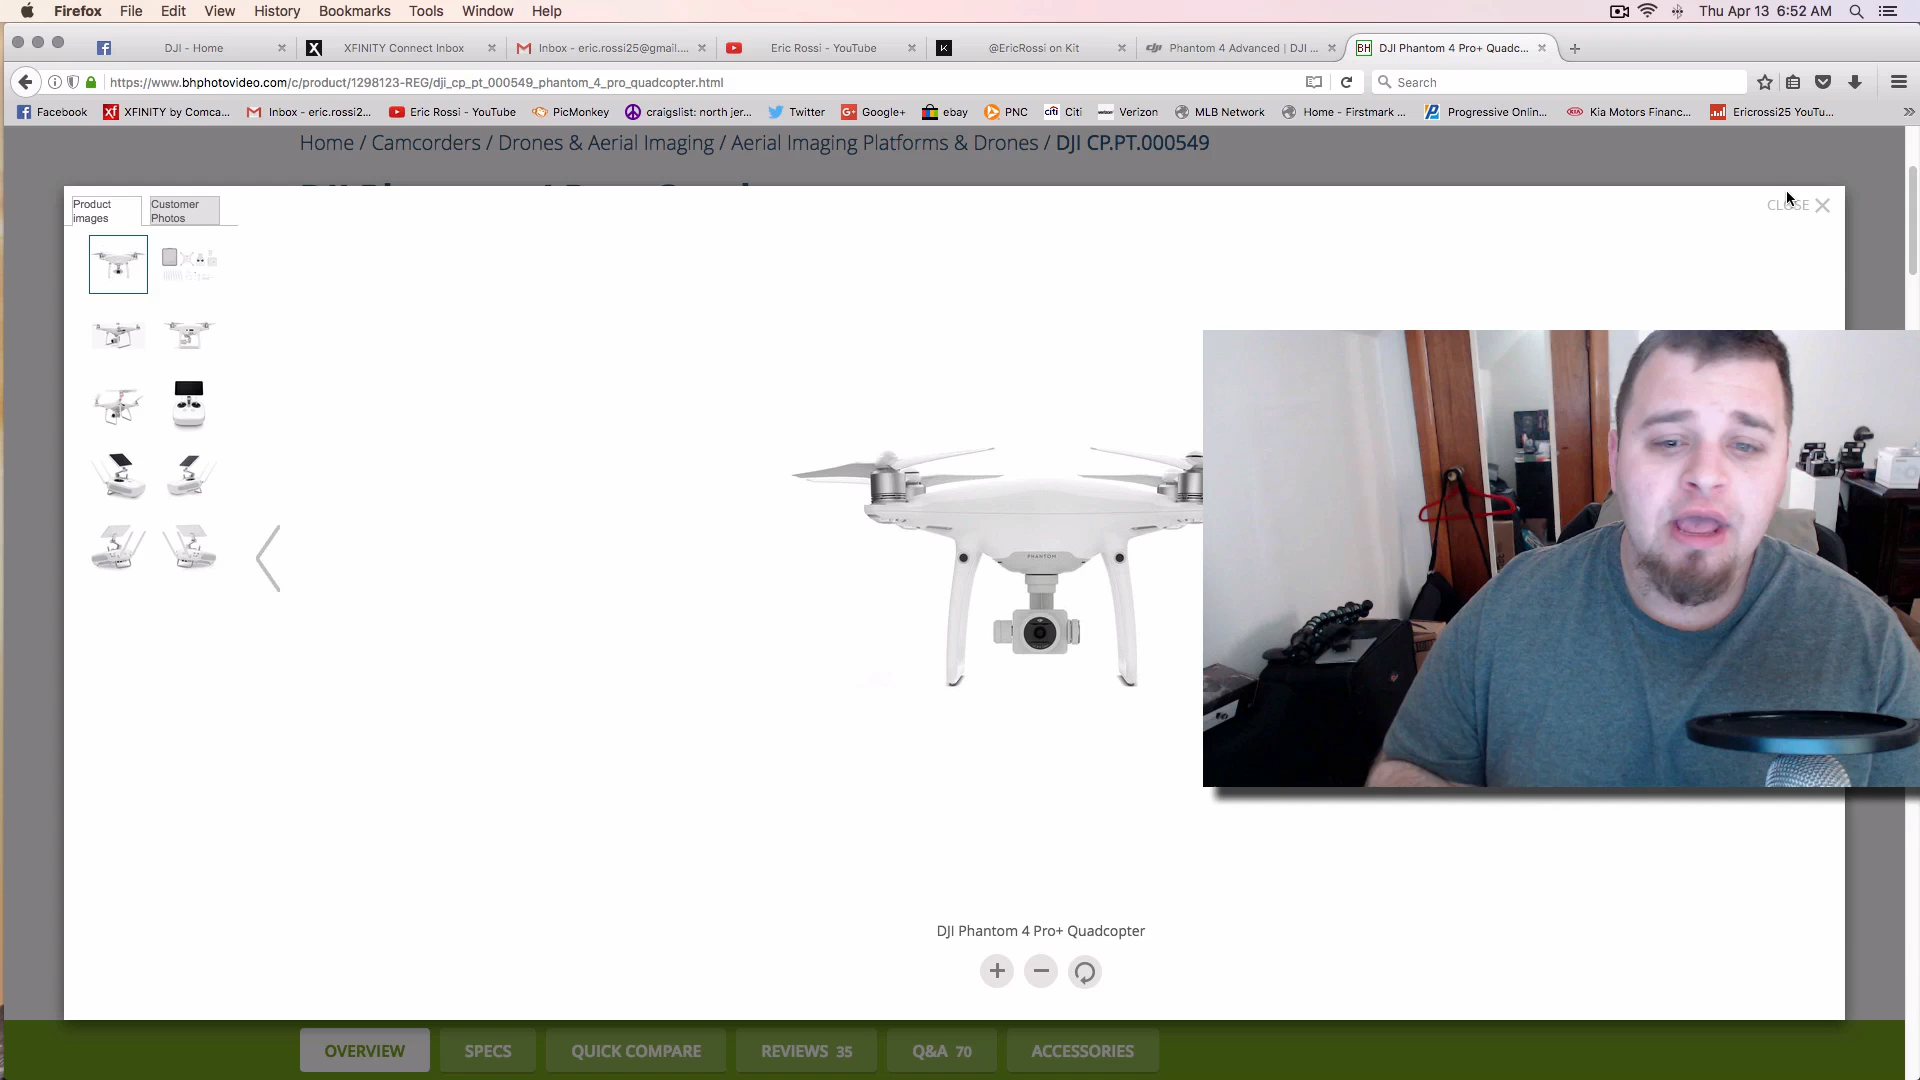 Firefox File Edit View History Bookmarks Tools Window Help Thu Apr 13 6:52 AM
DJI - Home XFINITY Connect Inbox Inbox - eric.rossi25@gmail.... Eric Rossi - YouTube @EricRossi on Kit Phantom 4 Advanced | DJI ... DJI Phantom 4 Pro+ Quadc...
https://www.bhphotovideo.com/c/product/1298123-REG/dji_cp_pt_000549_phantom_4_pro_quadcopter.html Search
Facebook XFINITY by Comca... Inbox - eric.rossi2... Eric Rossi - YouTube PicMonkey craigslist: north jer... Twitter Google+ ebay PNC Citi Verizon MLB Network Home - Firstmark ... Progressive Onlin... Kia Motors Financ... Ericrossi25 YouTu...
Home / Camcorders / Drones & Aerial Imaging / Aerial Imaging Platforms & Drones / DJI CP.PT.000549
Product images
Customer Photos
CLOSE
PHANTOM
DJI Phantom 4 Pro+ Quadcopter
OVERVIEW SPECS QUICK COMPARE REVIEWS 35 Q&A 70 ACCESSORIES